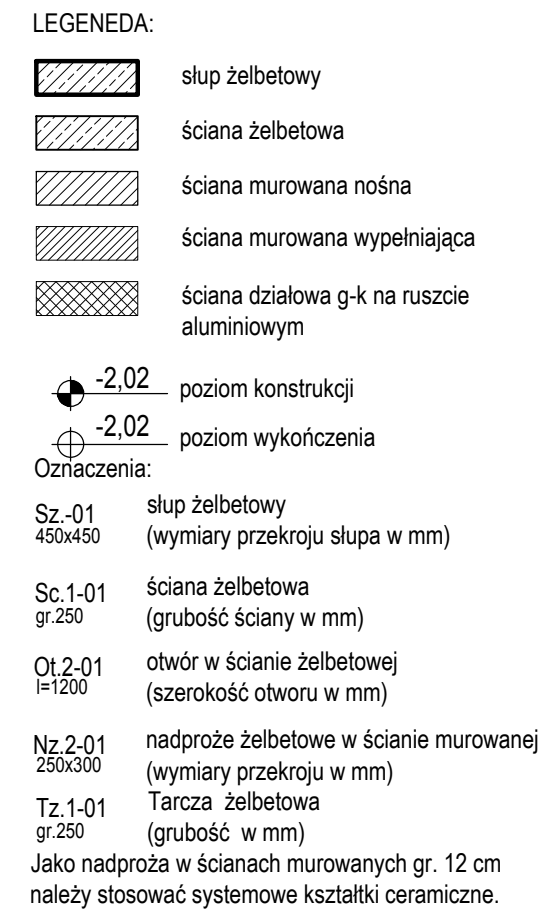 LEGENEDA:
słup żelbetowy
ściana żelbetowa
ściana murowana nośna
ściana murowana wypełniająca
ściana działowa g-k na ruszcie
aluminiowym
-2,02 poziom konstrukcji
-2,02 poziom wykończenia
Oznaczenia:
Sz.-01 słup żelbetowy
450x450 (wymiary przekroju słupa w mm)
Sc.1-01 ściana żelbetowa
gr.250 (grubość ściany w mm)
Ot.2-01 otwór w ścianie żelbetowej
l=1200 (szerokość otworu w mm)
Nz.2-01 nadproże żelbetowe w ścianie murowanej
250x300 (wymiary przekroju w mm)
Tz.1-01 Tarcza żelbetowa
gr.250 (grubość w mm)
Jako nadproża w ścianach murowanych gr. 12 cm
należy stosować systemowe kształtki ceramiczne.